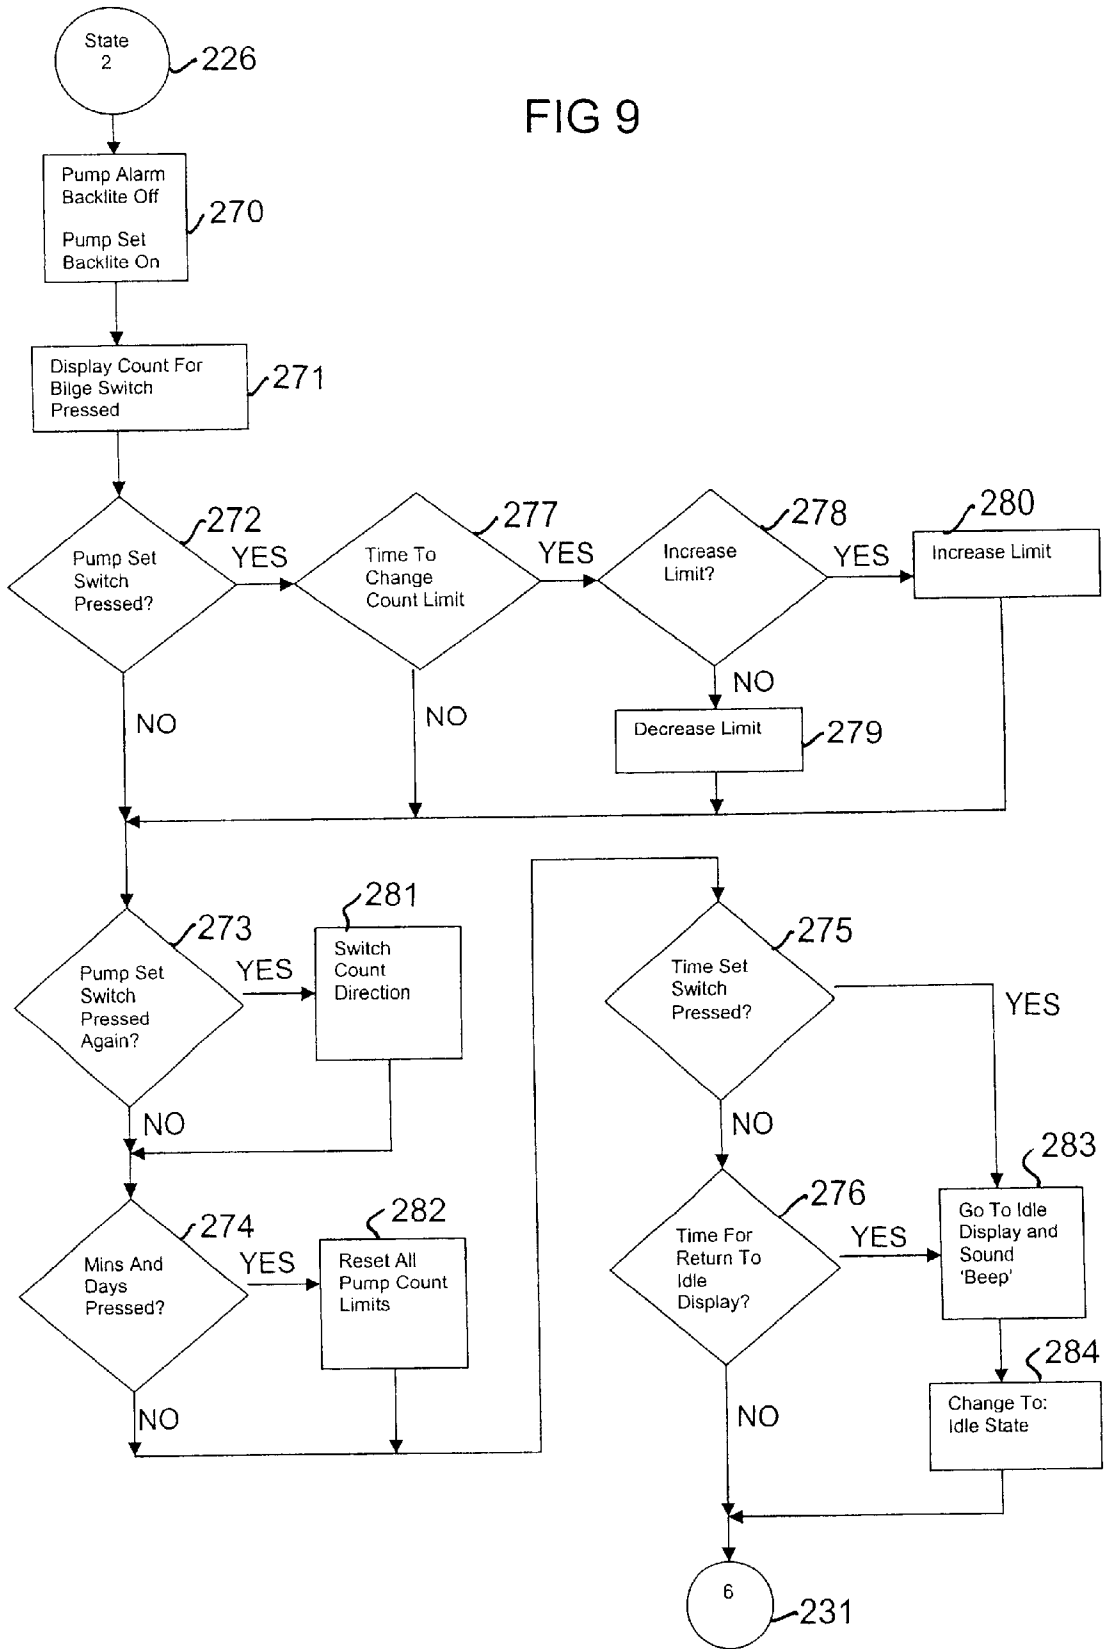 State
2
226
FIG 9
Pump Alarm
Backlite Off
Pump Set
Backlite On
270
Display Count For
Bilge Switch
Pressed
271
Pump Set
Switch
Pressed?
272
YES
NO
Time To
Change
Count Limit
277
YES
NO
Increase
Limit?
278
YES
NO
Increase Limit
280
Decrease Limit
279
Pump Set
Switch
Pressed
Again?
273
YES
NO
Switch
Count
Direction
281
Mins And
Days
Pressed?
274
YES
NO
Reset All
Pump Count
Limits
282
Time Set
Switch
Pressed?
275
YES
NO
Time For
Return To
Idle
Display?
276
YES
NO
Go To Idle
Display and
Sound
'Beep'
283
Change To:
Idle State
284
6
231